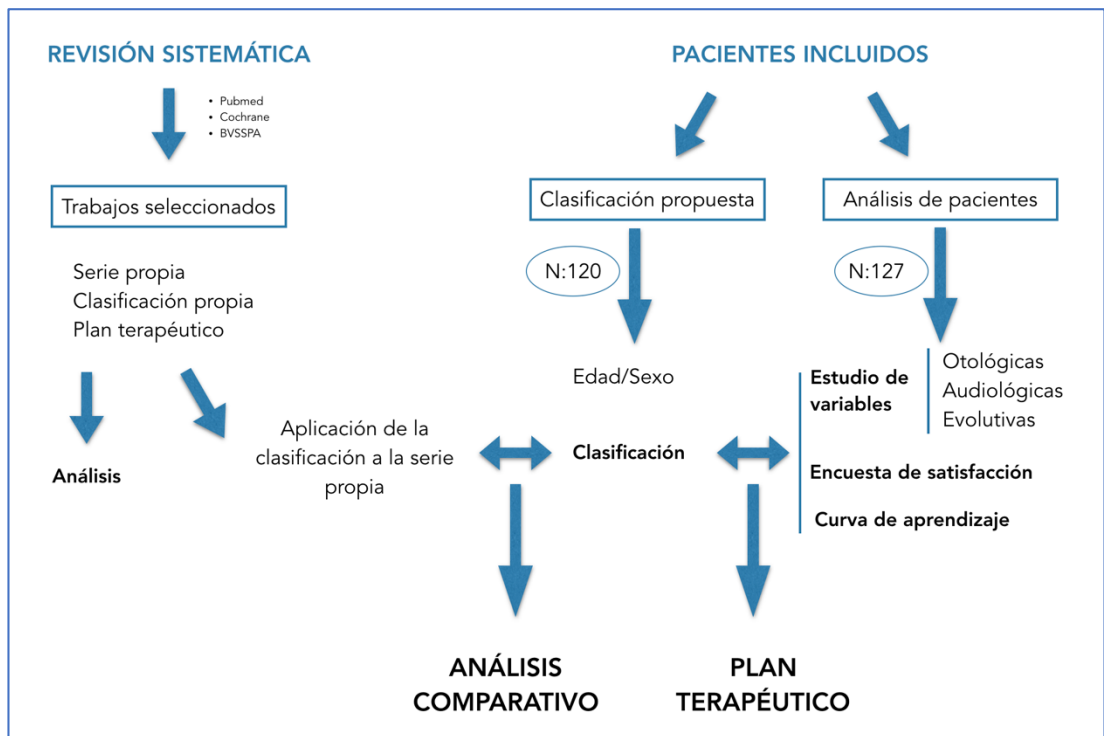 REVISIÓN SISTEMÁTICA
• Pubmed
• Cochrane
• BVSSPA
Trabajos seleccionados
Serie propia
Clasificación propia
Plan terapéutico
Análisis
Aplicación de la
clasificación a la serie
propia
PACIENTES INCLUIDOS
Clasificación propuesta
N:120
Edad/Sexo
Clasificación
Análisis de pacientes
N:127
Estudio de
variables
Otológicas
Audiológicas
Evolutivas
Encuesta de satisfacción
Curva de aprendizaje
ANÁLISIS
COMPARATIVO
PLAN
TERAPÉUTICO